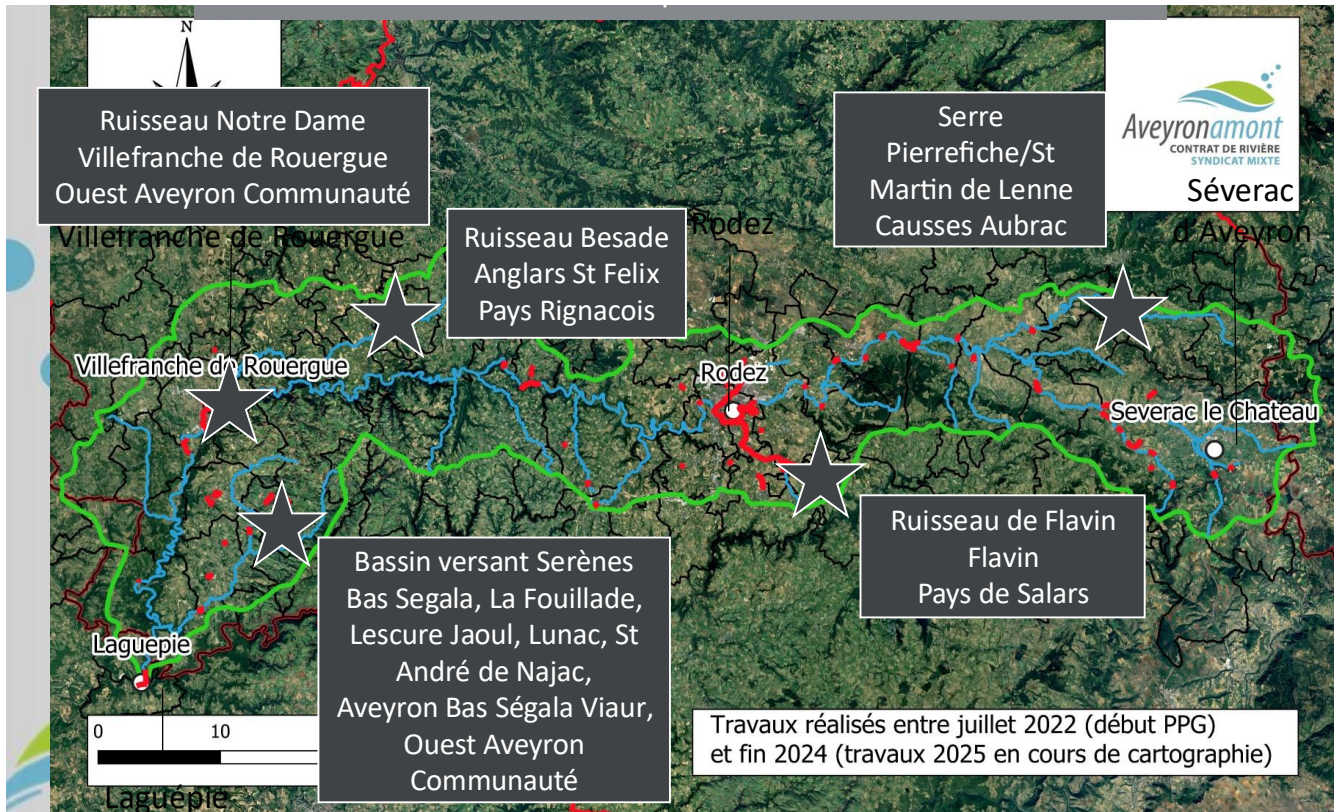 Ruisseau Notre Dame
Villefranche de Rouergue
Ouest Aveyron Communauté
Serre
Pierrefiche/St
Martin de Lenne
Causses Aubrac
Aveyronamont
CONTRAT DE RIVIÈRE
SYNDICAT MIXTE
Séverac
d'Aveyron
Villefranche de Rouergue
Rodez
Ruisseau Besade
Anglars St Felix
Pays Rignacois
Villefranche de Rouergue
Rodez
Severac le Chateau
Ruisseau de Flavin
Flavin
Pays de Salars
Bassin versant Serènes
Bas Segala, La Fouillade,
Lescure Jaoul, Lunac, St
André de Najac,
Aveyron Bas Ségala Viaur,
Ouest Aveyron
Communauté
Laguepie
0 10
Laguépie
Travaux réalisés entre juillet 2022 (début PPG)
et fin 2024 (travaux 2025 en cours de cartographie)